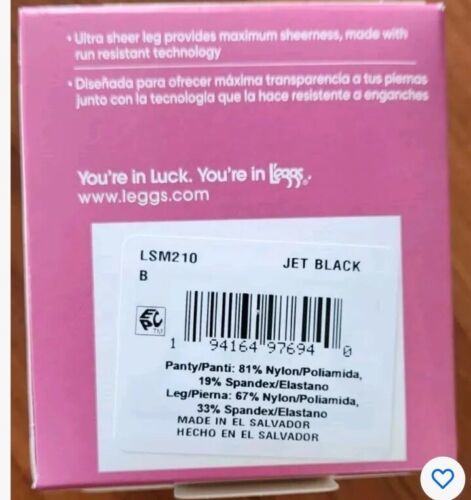 • Ultra sheer leg provides maximum sheerness, made with
run resistant technology
• Diseñada para ofrecer máxima transparencia a tus piernas
junto con la tecnología que la hace resistente a enganches
You're in Luck. You're in L'eggs.
www.leggs.com
LSM210 JET BLACK
B
EPC TM
1 94164 97694 0
Panty/Panti: 81% Nylon/Poliamida,
19% Spandex/Elastano
Leg/Pierna: 67% Nylon/Poliamida,
33% Spandex/Elastano
MADE IN EL SALVADOR
HECHO EN EL SALVADOR